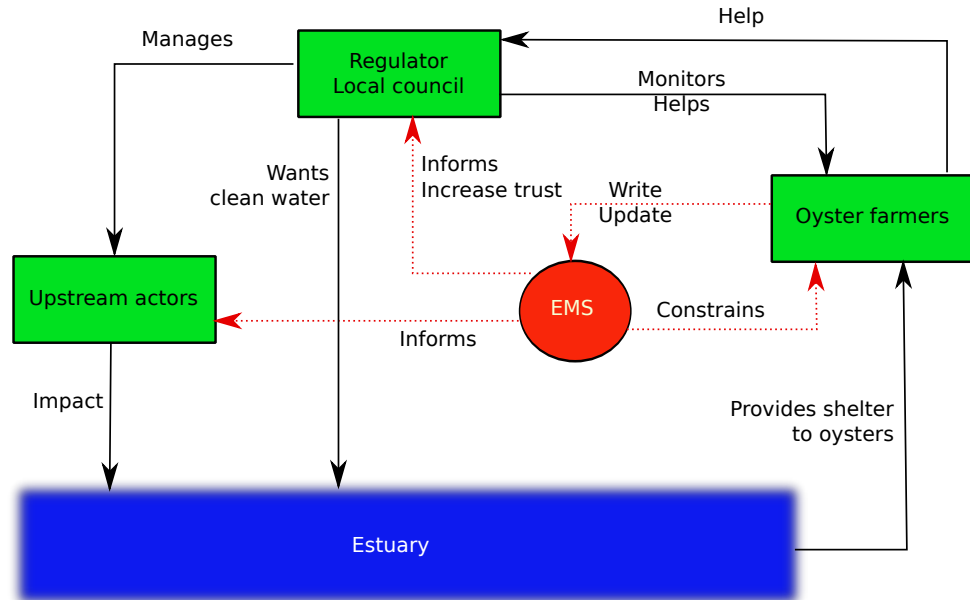 Help
Manages
Regulator
Local council
Monitors
Helps
Wants
clean water
Informs
Increase trust
Write
Update
Oyster farmers
Upstream actors
EMS
Constrains
Informs
Impact
Provides shelter
to oysters
Estuary